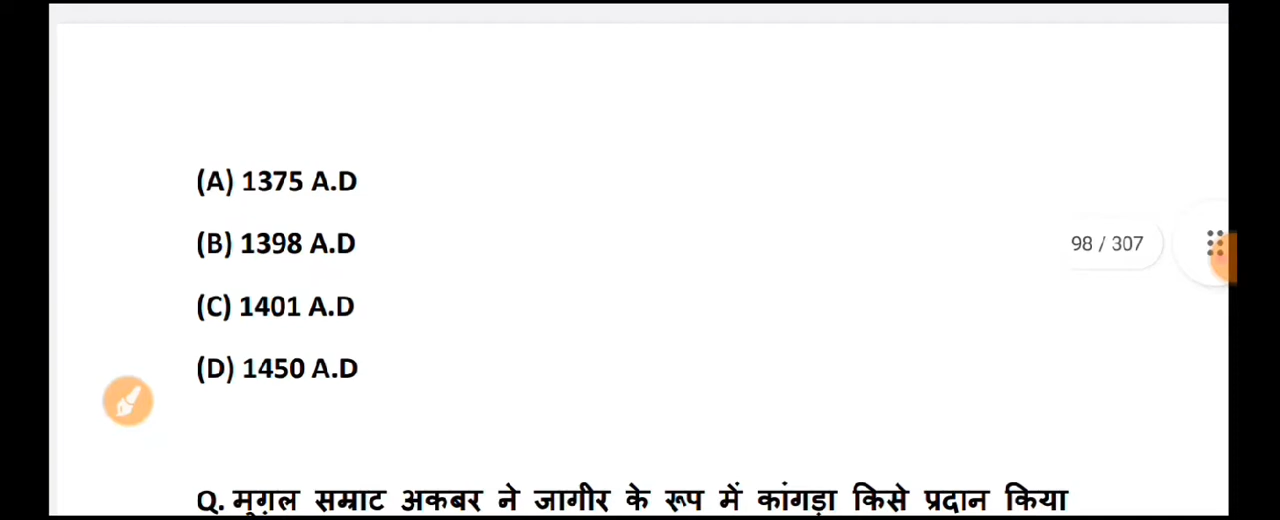 (A) 1375 A.D
(B) 1398 A.D
98 / 307
(C) 1401 A.D
(D) 1450 A.D
Q. मुग़ल सम्राट अकबर ने जागीर के रूप में कांगड़ा किसे प्रदान किया